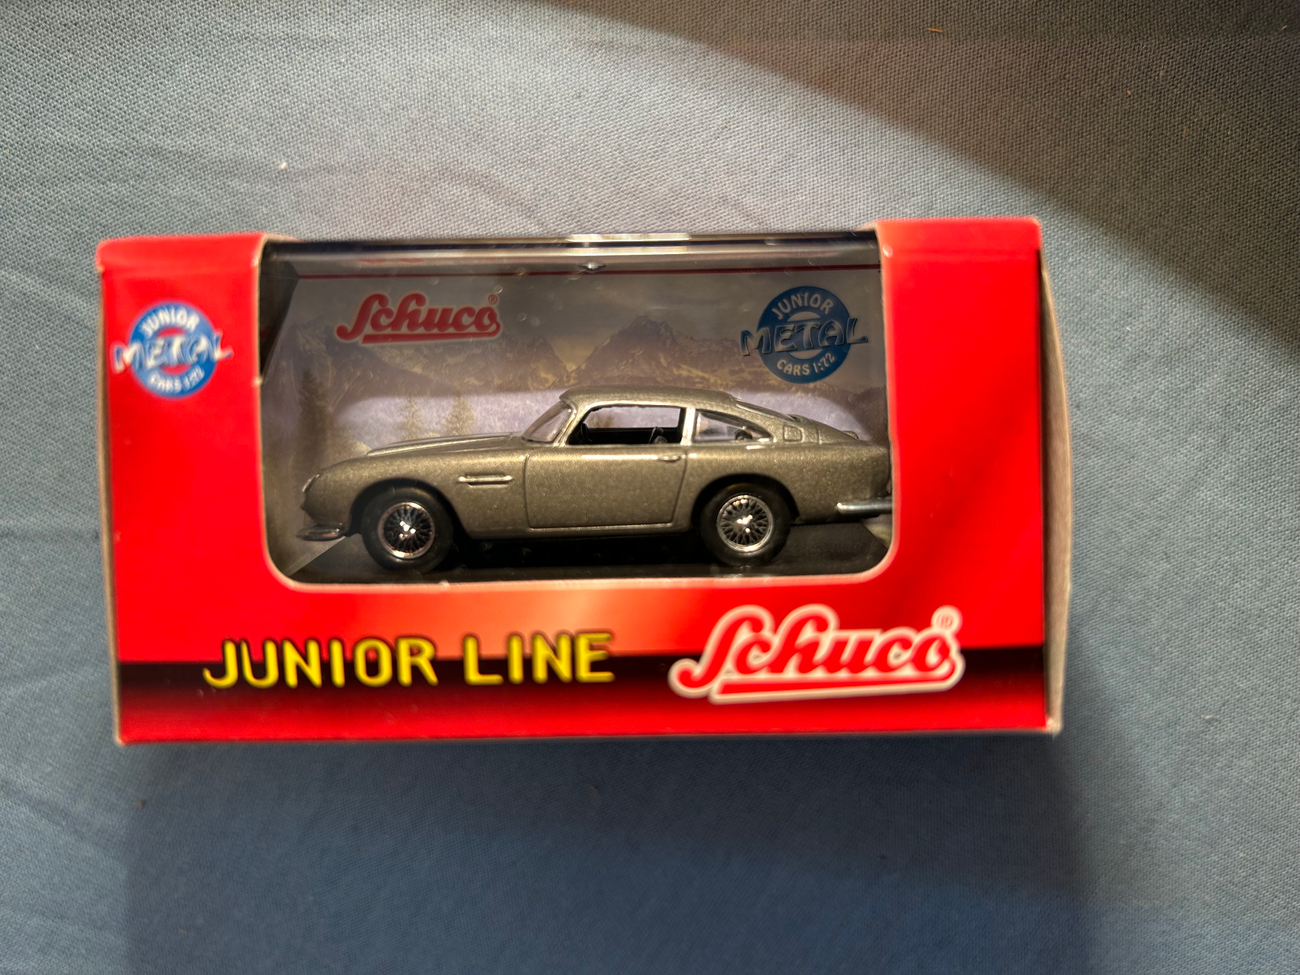 Schuco®
JUNIOR
METAL
CARS 1:72
JUNIOR
METAL
CARS 1:72
JUNIOR LINE
Schuco®